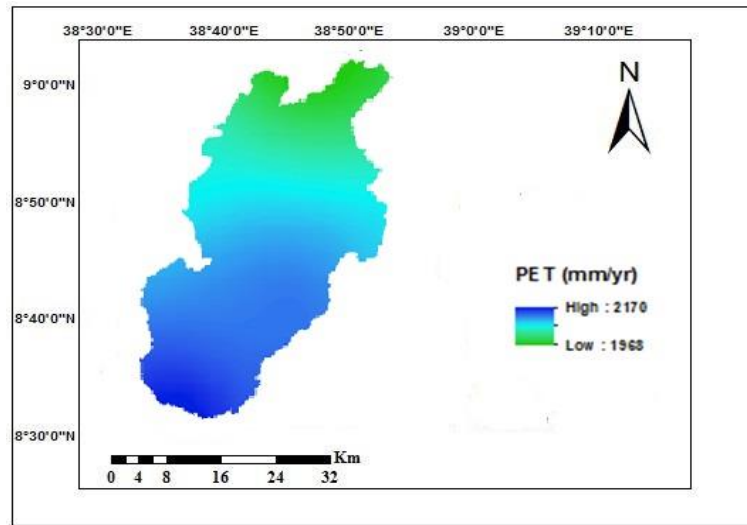 38°30'0"E 38°40'0"E 38°50'0"E 39°0'0"E 39°10'0"E
9°0'0"N
N
8°50'0"N
PET (mm/yr)
High : 2170
8°40'0"N
Low : 1968
8°30'0"N
Km
0 4 8 16 24 32